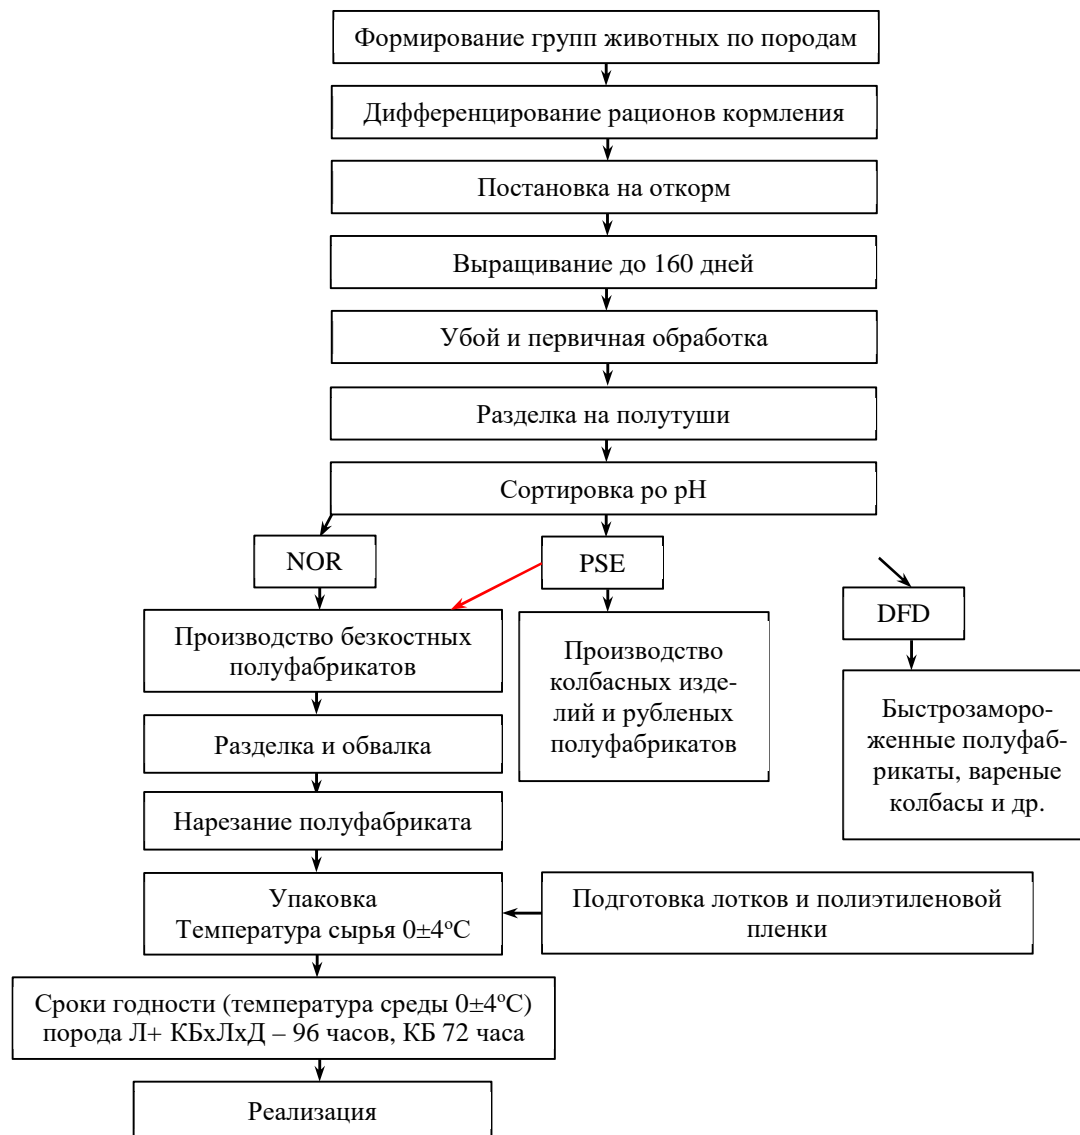 Формирование групп животных по породам
Дифференцирование рационов кормления
Постановка на откорм
Выращивание до 160 дней
Убой и первичная обработка
Разделка на полутуши
Сортировка ро pH
NOR
PSE
DFD
Производство безкостных
полуфабрикатов
Производство
колбасных изде-
лий и рубленых
полуфабрикатов
Быстрозаморо-
женные полуфаб-
рикаты, вареные
колбасы и др.
Разделка и обвалка
Нарезание полуфабриката
Упаковка
Температура сырья 0±4ºС
Подготовка лотков и полиэтиленовой
пленки
Сроки годности (температура среды 0±4ºС)
порода Л+ КБхЛхД – 96 часов, КБ 72 часа
Реализация